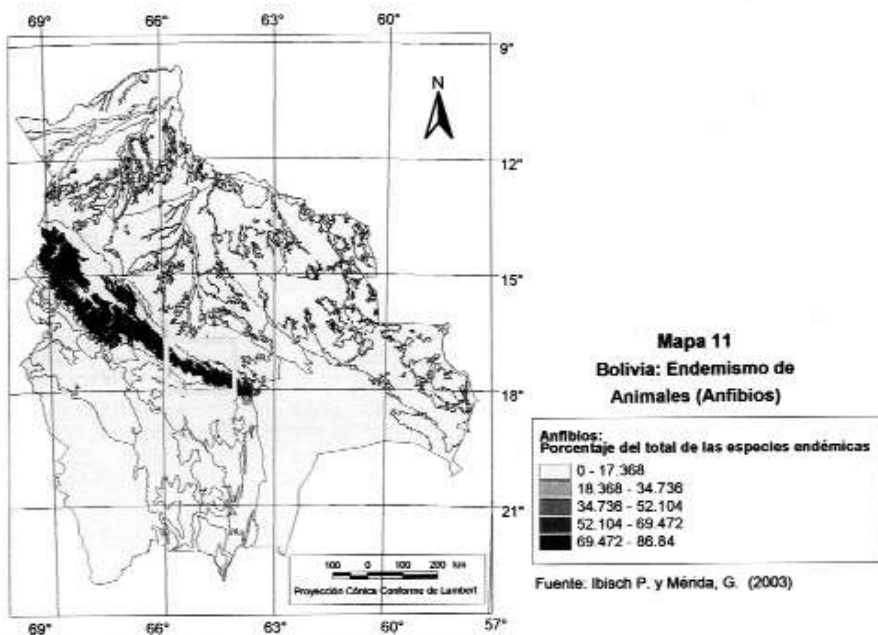 69° 66° 63° 60°
9°
N
12°
15°
18°
21°
Mapa 11
Bolivia: Endemismo de
Animales (Anfibios)
Anfibios:
Porcentaje del total de las especies endémicas
0 - 17.368
18.368 - 34.736
34.736 - 52.104
52.104 - 69.472
69.472 - 86.84
100 0 100 200 km
Proyección Cónica Conforme de Lambert
Fuente: Ibisch P. y Mérida, G. (2003)
69° 66° 63° 60° 57°